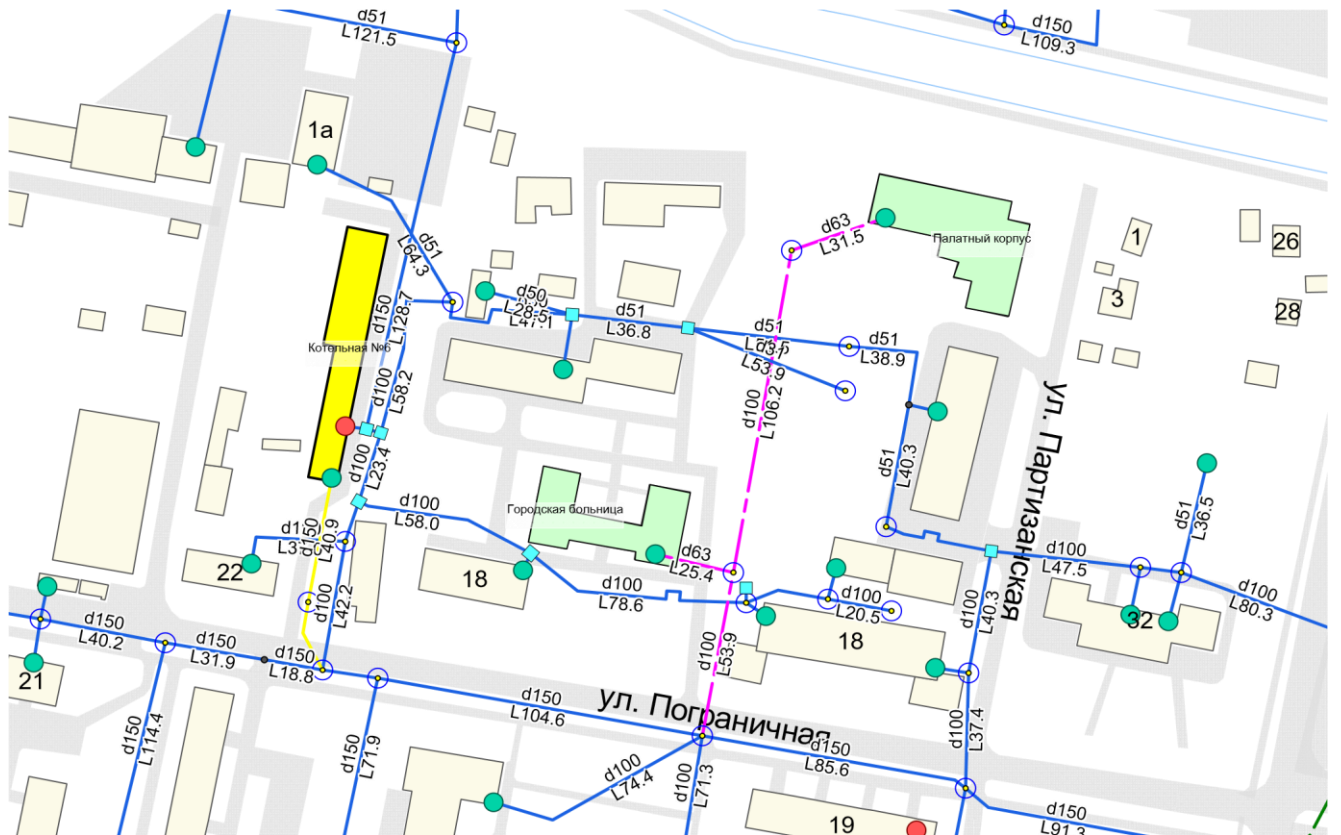 d51
L121.5
d150
L109.3
1а
d51
L64.3
d63
L31.5
Палатный корпус
1
26
3
28
d150
L128.7
d50
L28.5
L47.1
d51
L36.8
d51
d51
L38.9
L53.9
Котельная №6
d100
L58.2
d100
L106.2
ул. Партизанская
d100
L23.4
d51
L40.3
d51
L36.5
d100
L58.0
Городская больница
d150
L40.9
22
18
d63
L25.4
d100
L47.5
d100
L78.6
d100
L20.5
d100
L40.3
d100
L80.3
32
d100
L42.2
d100
L53.9
18
d150
L40.2
d150
L31.9
d150
L18.8
21
ул. Пограничная
d150
L104.6
d150
L114.4
d150
L71.9
d100
L37.4
d150
L85.6
d100
L74.4
d100
L71.3
19
d150
L91.3